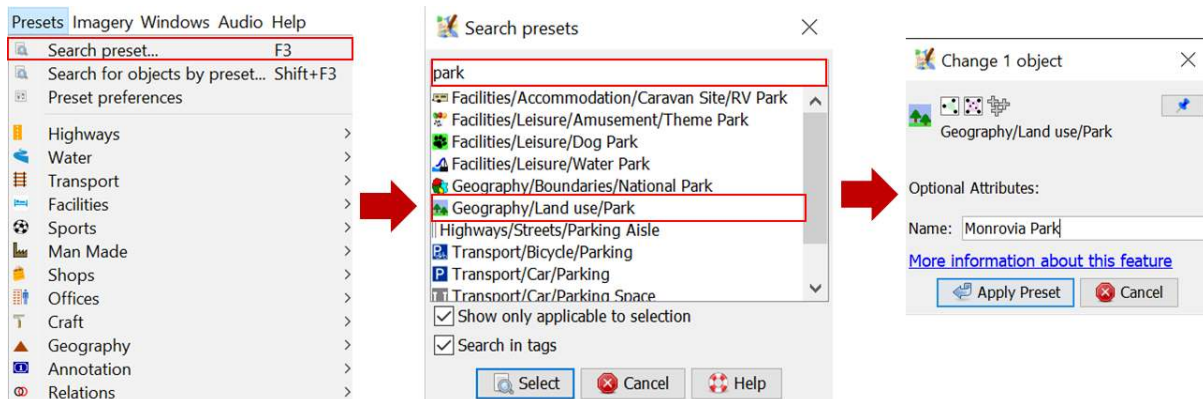 Presets Imagery Windows Audio Help
Search preset... F3
Search for objects by preset... Shift+F3
Preset preferences
Highways
Water
Transport
Facilities
Sports
Man Made
Shops
Offices
Craft
Geography
Annotation
Relations
Search presets
park
Facilities/Accommodation/Caravan Site/RV Park
Facilities/Leisure/Amusement/Theme Park
Facilities/Leisure/Dog Park
Facilities/Leisure/Water Park
Geography/Boundaries/National Park
Geography/Land use/Park
Highways/Streets/Parking Aisle
Transport/Bicycle/Parking
Transport/Car/Parking
Transport/Car/Parking Space
Show only applicable to selection
Search in tags
Select Cancel Help
Change 1 object
Geography/Land use/Park
Optional Attributes:
Name: Monrovia Park
More information about this feature
Apply Preset Cancel